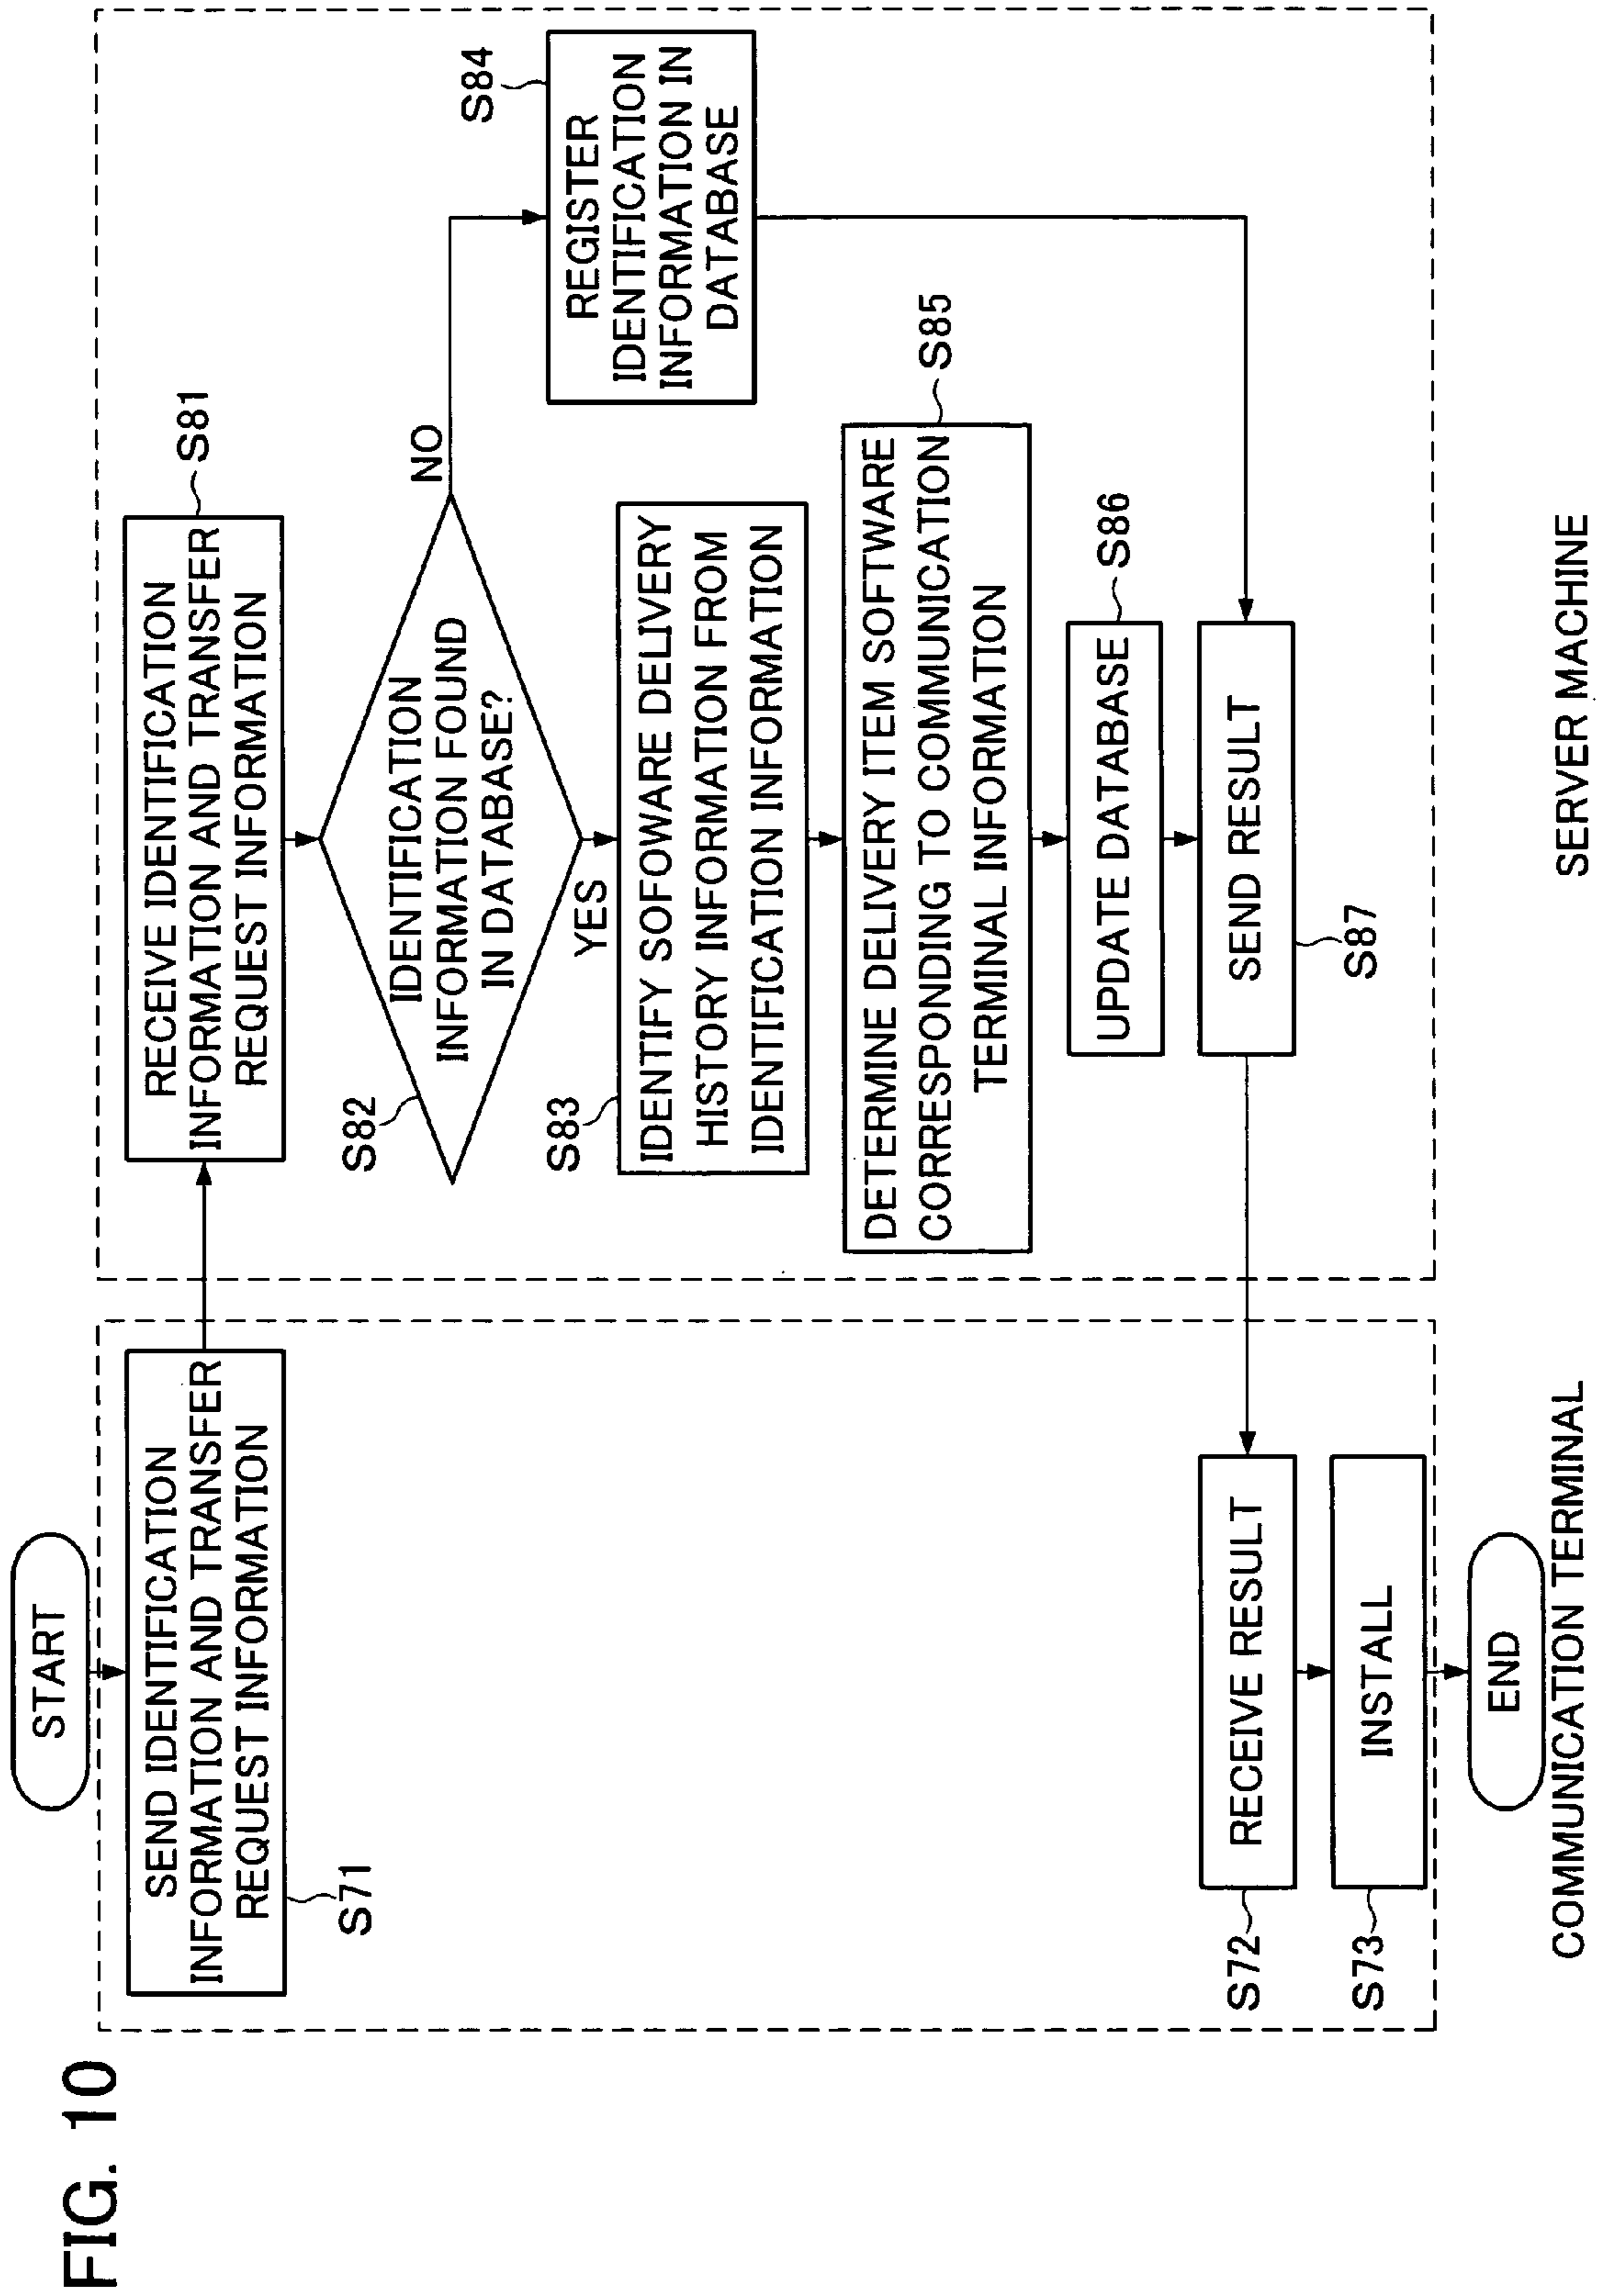 FIG. 10
START
SEND IDENTIFICATION
INFORMATION AND TRANSFER
REQUEST INFORMATION
S71
RECEIVE RESULT
S72
INSTALL
S73
END
COMMUNICATION TERMINAL
RECEIVE IDENTIFICATION
INFORMATION AND TRANSFER
REQUEST INFORMATION
S81
IDENTIFICATION
INFORMATION FOUND
IN DATABASE?
S82
NO
YES
REGISTER
IDENTIFICATION
INFORMATION IN
DATABASE
S84
IDENTIFY SOFOWARE DELIVERY
HISTORY INFORMATION FROM
IDENTIFICATION INFORMATION
S83
DETERMINE DELIVERY ITEM SOFTWARE
CORRESPONDING TO COMMUNICATION
TERMINAL INFORMATION
S85
UPDATE DATABASE
S86
SEND RESULT
S87
SERVER MACHINE